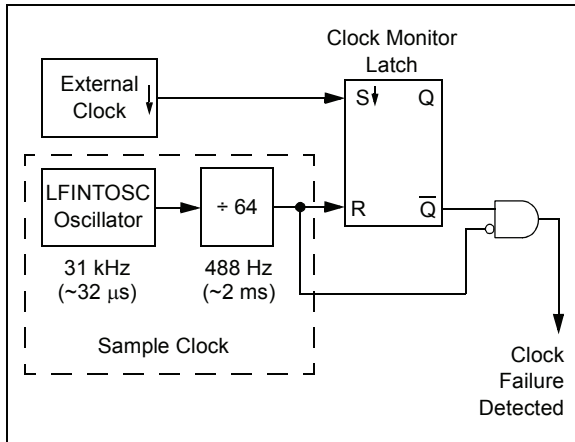 Clock Monitor
Latch
External
Clock
S
Q
LFINTOSC
Oscillator
÷ 64
R
Q̅
31 kHz
(~32 μs)
488 Hz
(~2 ms)
Sample Clock
Clock
Failure
Detected